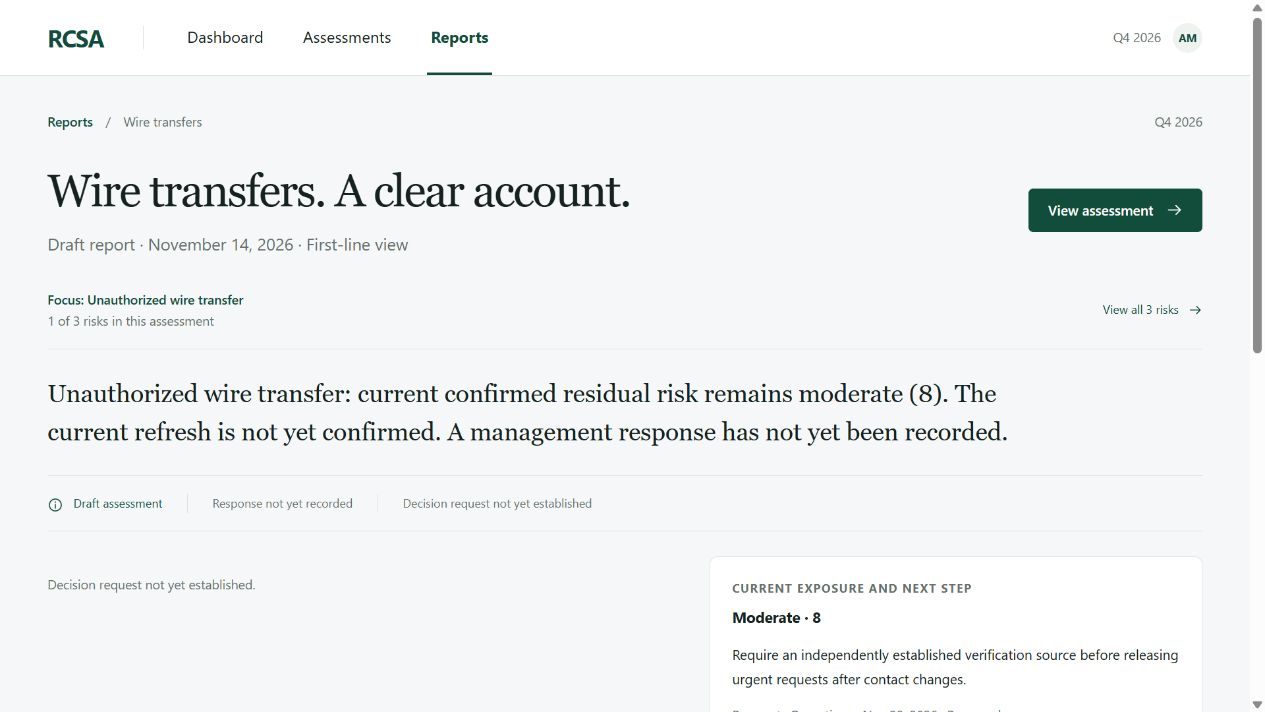 RCSA
Dashboard
Assessments
Reports
Q4 2026
AM
Reports / Wire transfers
Q4 2026
Wire transfers. A clear account.
View assessment →
Draft report · November 14, 2026 · First-line view
Focus: Unauthorized wire transfer
1 of 3 risks in this assessment
View all 3 risks →
Unauthorized wire transfer: current confirmed residual risk remains moderate (8). The
current refresh is not yet confirmed. A management response has not yet been recorded.
Draft assessment
Response not yet recorded
Decision request not yet established
Decision request not yet established.
CURRENT EXPOSURE AND NEXT STEP
Moderate · 8
Require an independently established verification source before releasing
urgent requests after contact changes.